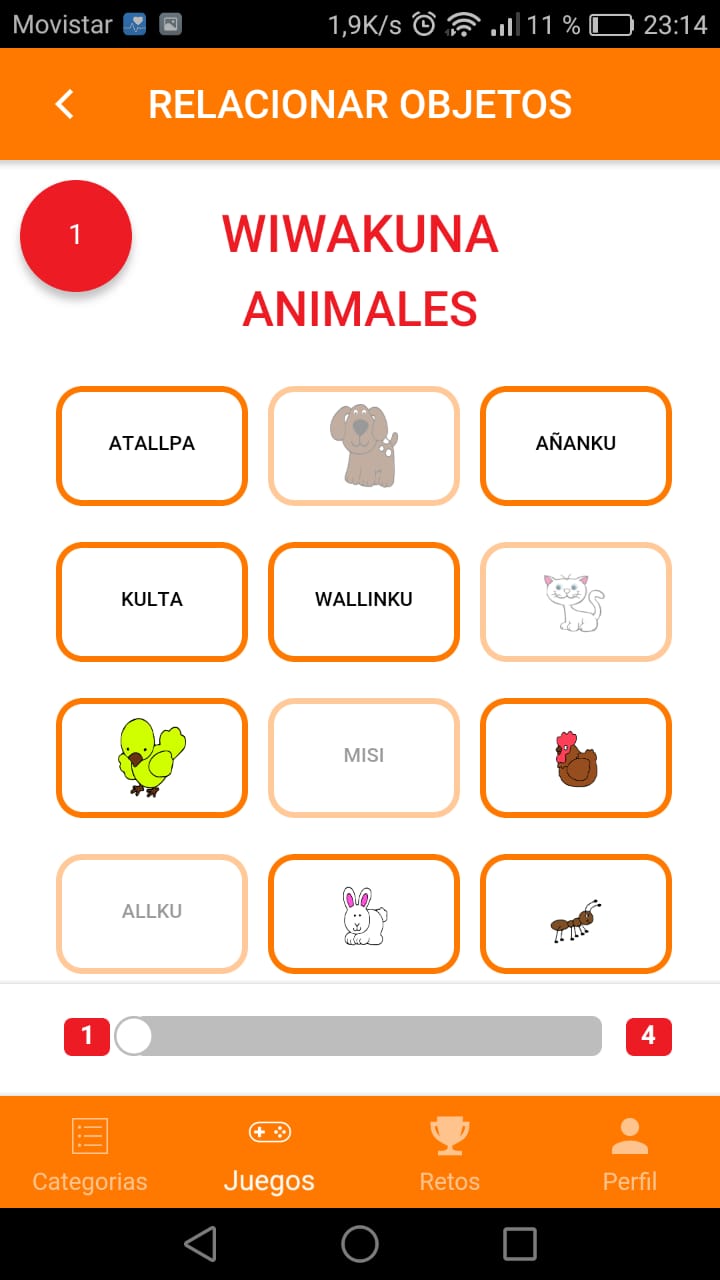 Movistar 1,9K/s 11 % 23:14
RELACIONAR OBJETOS
1
WIWAKUNA
ANIMALES
ATALLPA
AÑANKU
KULTA
WALLINKU
MISI
ALLKU
1
4
Categorias
Juegos
Retos
Perfil